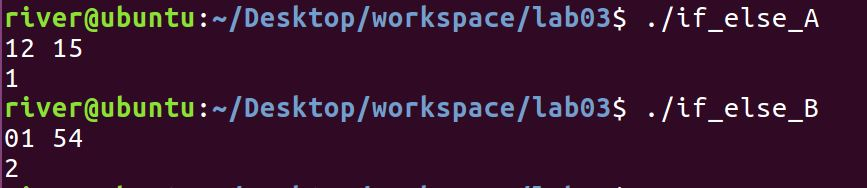 river@ubuntu:~/Desktop/workspace/lab03$ ./if_else_A
12 15
1
river@ubuntu:~/Desktop/workspace/lab03$ ./if_else_B
01 54
2